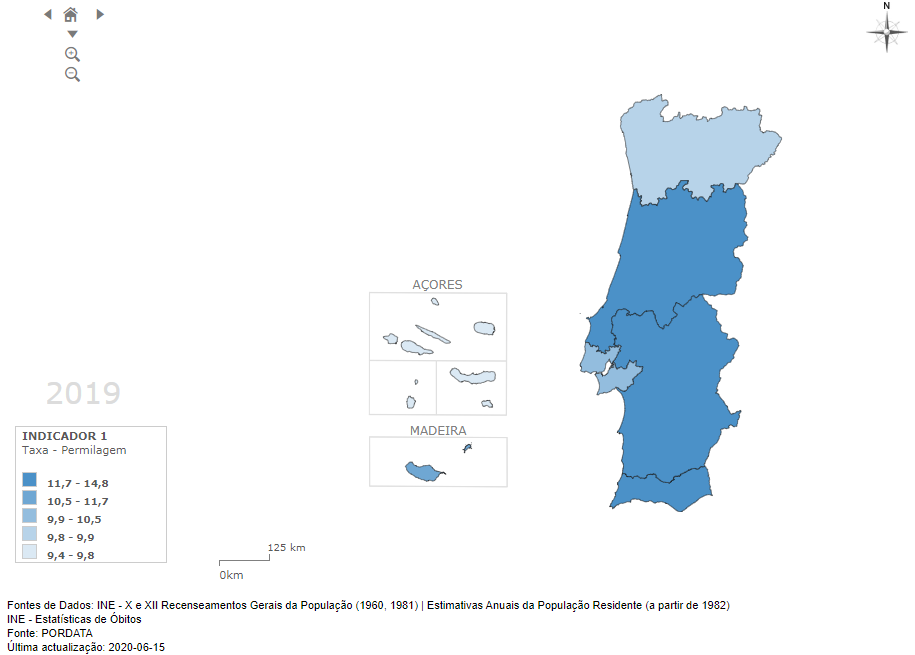 N
AÇORES
2019
MADEIRA
INDICADOR 1
Taxa - Permilagem
11,7 - 14,8
10,5 - 11,7
9,9 - 10,5
9,8 - 9,9
9,4 - 9,8
125 km
0km
Fontes de Dados: INE - X e XII Recenseamentos Gerais da População (1960, 1981) | Estimativas Anuais da População Residente (a partir de 1982)
INE - Estatísticas de Óbitos
Fonte: PORDATA
Última actualização: 2020-06-15